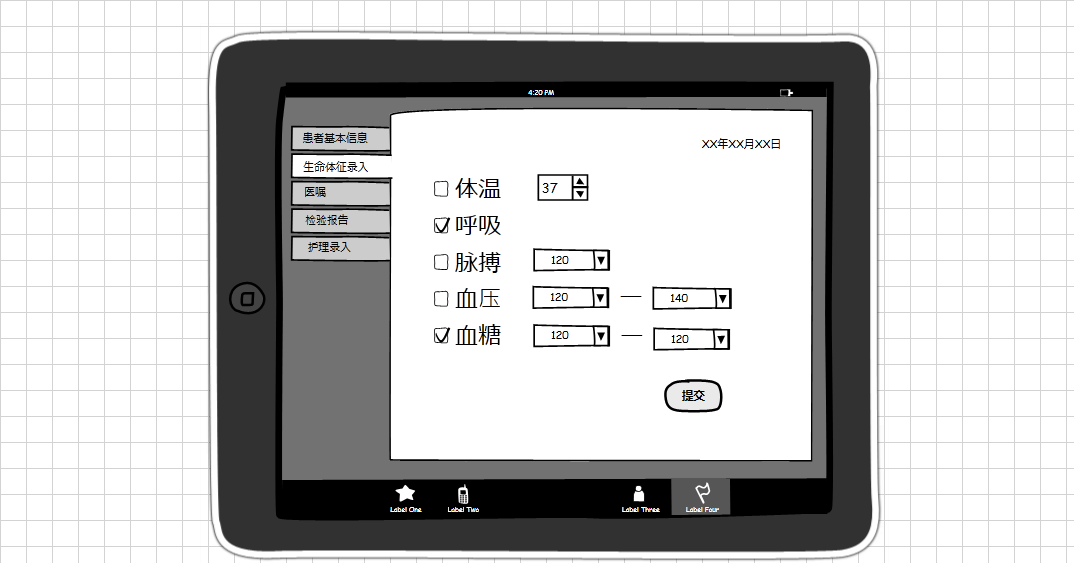 4:20 PM
患者基本信息
生命体征录入
医嘱
检验报告
护理录入
XX年XX月XX日
体温 37
呼吸
脉搏 120
血压 120 — 140
血糖 120 — 120
提交
Label One
Label Two
Label Three
Label Four